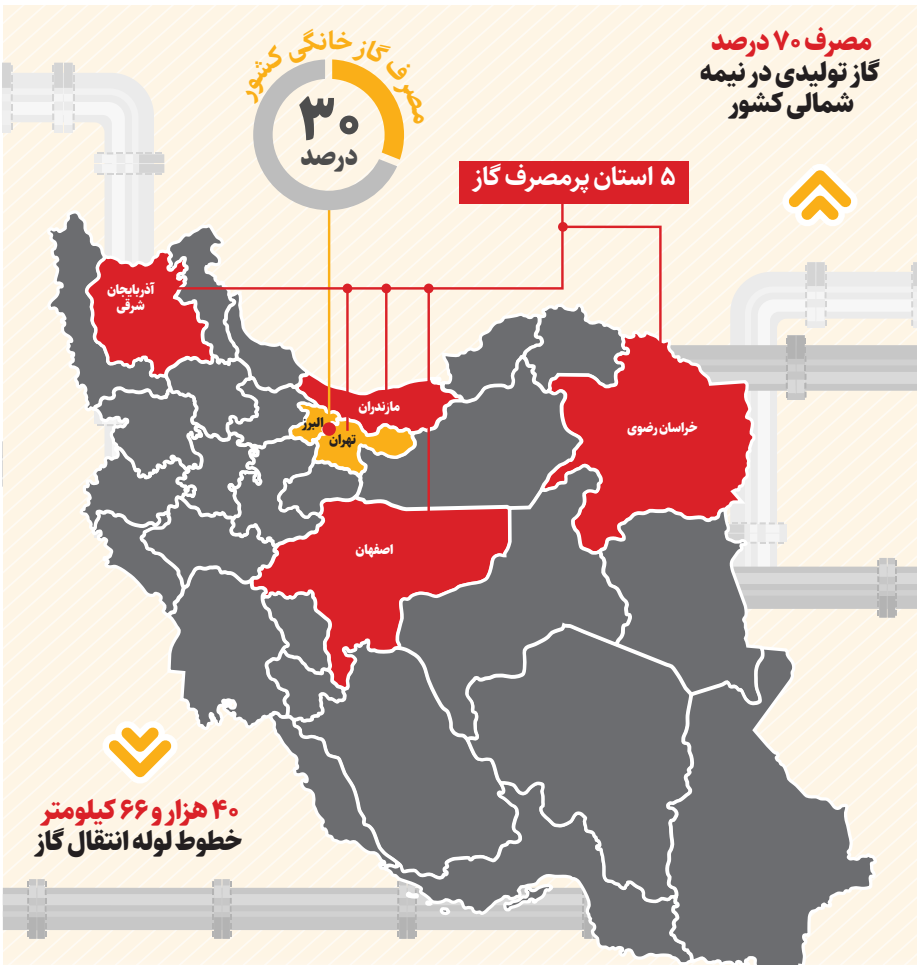 مصرف ۷۰ درصد
گاز تولیدی در نیمه
شمالی کشور
مصرف گاز خانگی کشور
۳۰
درصد
۵ استان پرمصرف گاز
آذربایجان
شرقی
مازندران
البرز
تهران
خراسان رضوی
اصفهان
۴۰ هزار و ۶۶ کیلومتر
خطوط لوله انتقال گاز